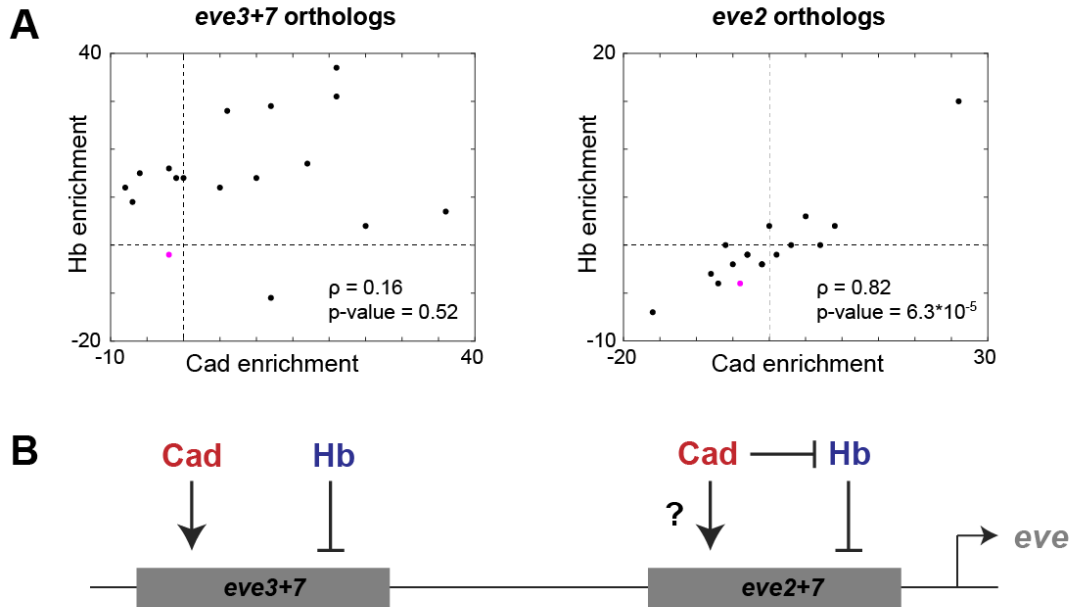 A
eve3+7 orthologs
eve2 orthologs
40
Hb enrichment
-20
-10
Cad enrichment
40
ρ = 0.16
p-value = 0.52
20
Hb enrichment
-10
-20
Cad enrichment
30
ρ = 0.82
p-value = 6.3*10⁻⁵
B
Cad
Hb
Cad
Hb
?
eve
eve3+7
eve2+7